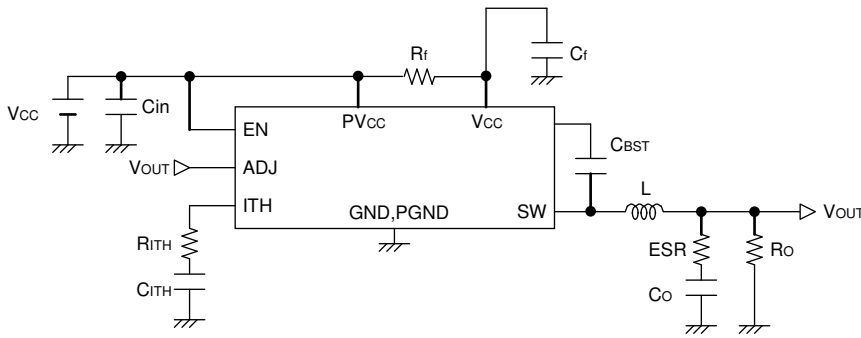 Rf
Cf
VCC
Cin
EN
PVCC
VCC
CBST
VOUT
ADJ
L
ITH
GND,PGND
SW
VOUT
RITH
ESR
RO
CITH
CO